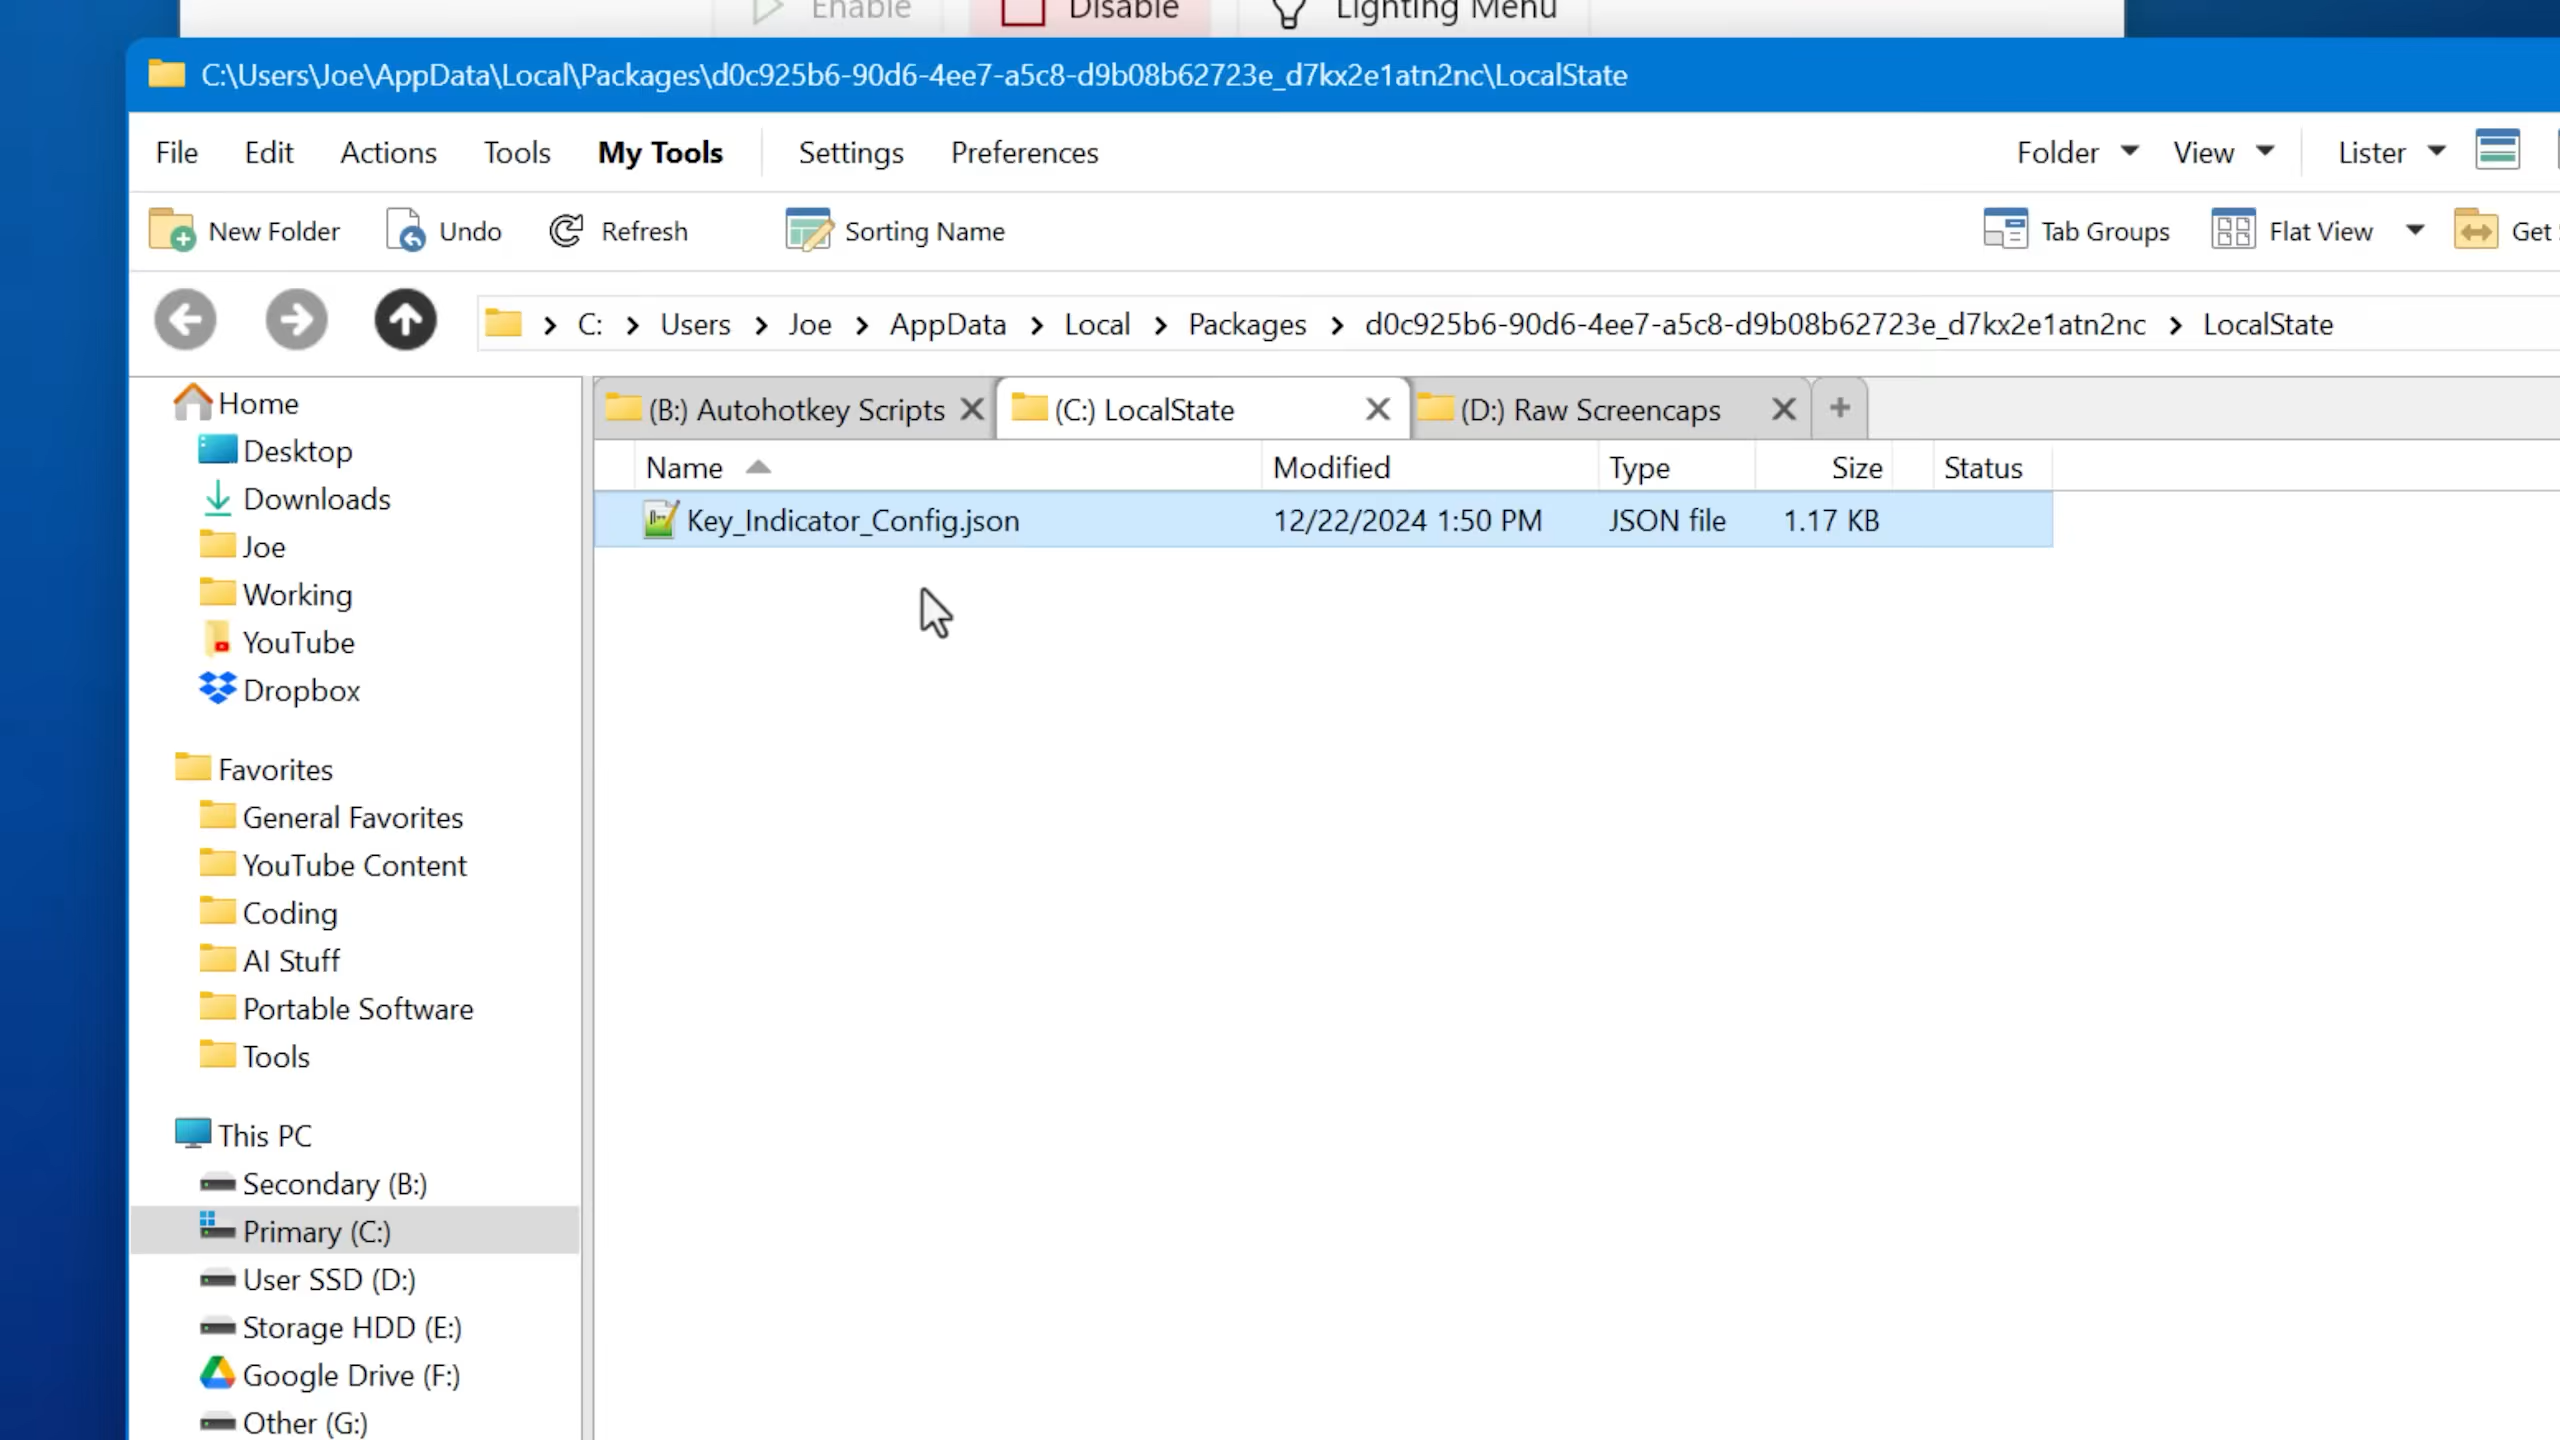 Enable Disable Lighting Menu
C:\Users\Joe\AppData\Local\Packages\d0c925b6-90d6-4ee7-a5c8-d9b08b62723e_d7kx2e1atn2nc\LocalState
File Edit Actions Tools My Tools Settings Preferences Folder View Lister
New Folder Undo Refresh Sorting Name Tab Groups Flat View Get
C: Users Joe AppData Local Packages d0c925b6-90d6-4ee7-a5c8-d9b08b62723e_d7kx2e1atn2nc LocalState
(B:) Autohotkey Scripts (C:) LocalState (D:) Raw Screencaps +
Name Modified Type Size Status
Key_Indicator_Config.json 12/22/2024 1:50 PM JSON file 1.17 KB
Home
Desktop
Downloads
Joe
Working
YouTube
Dropbox
Favorites
General Favorites
YouTube Content
Coding
AI Stuff
Portable Software
Tools
This PC
Secondary (B:)
Primary (C:)
User SSD (D:)
Storage HDD (E:)
Google Drive (F:)
Other (G:)